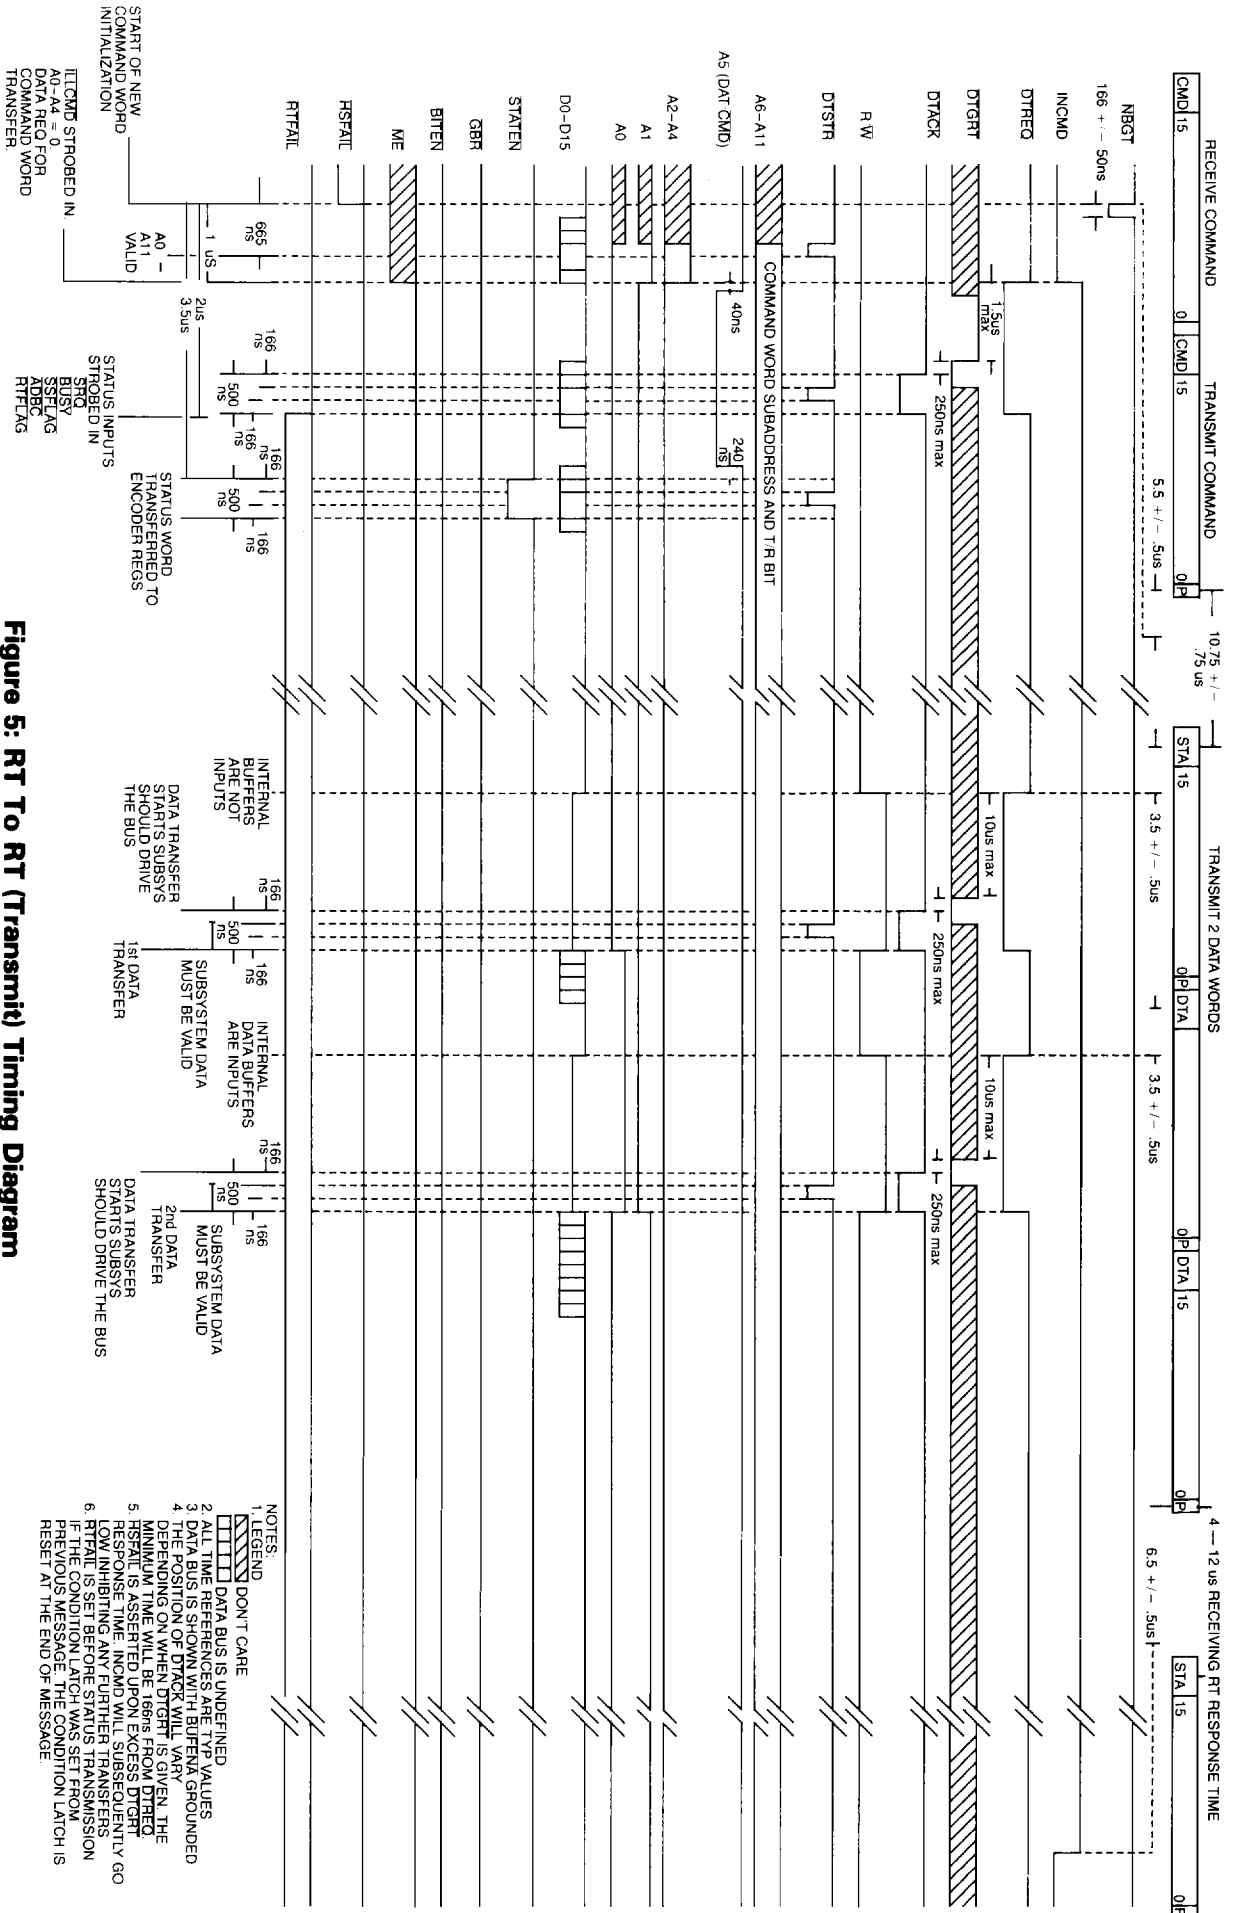 RECEIVE COMMAND
TRANSMIT COMMAND
10.75 +/-
.75 us
TRANSMIT 2 DATA WORDS
4 — 12 us RECEIVING RT RESPONSE TIME
CMD 15 0 CMD 15 0 P STA 15 0 P DTA 0 P DTA 15 0 P STA 15 0 P
5.5 +/- .5us
3.5 +/- .5us
3.5 +/- .5us
6.5 +/- .5us
NBGT
166 +/- 50ns
INCMD
DTREQ
1.5us
max
10us max
10us max
DTGRT
DTACK
250ns max
250ns max
250ns max
R/W
DTSTR
A6-A11
COMMAND WORD SUBADDRESS AND T/R BIT
A5 (DAT CMD)
40ns
240
ns
A2-A4
A1
A0
D0-D15
STATEN
GBR
BITEN
ME
HSFAIL
RTFAIL
665
ns
1 uS
2us
3.5us
A0 -
A11
VALID
166
ns
500
ns
166
ns
166
ns
500
ns
166
ns
START OF NEW
COMMAND WORD
INITIALIZATION
ILLCMD STROBED IN.
A0-A4 = 0.
DATA REQ FOR
COMMAND WORD
TRANSFER.
STATUS INPUTS
STROBED IN
SRQ
BUSY
SSFLAG
ADBC
RTFLAG
STATUS WORD
TRANSFERRED TO
ENCODER REGS
INTERNAL
BUFFERS
ARE NOT
INPUTS
DATA TRANSFER
STARTS SUBSYS
SHOULD DRIVE
THE BUS
166
ns
500
ns
166
ns
SUBSYSTEM DATA
MUST BE VALID
1st DATA
TRANSFER
INTERNAL
DATA BUFFERS
ARE INPUTS
166
ns
500
ns
166
ns
SUBSYSTEM DATA
MUST BE VALID
2nd DATA
TRANSFER
DATA TRANSFER
STARTS SUBSYS
SHOULD DRIVE THE BUS
NOTES:
1. LEGEND
DON'T CARE
DATA BUS IS UNDEFINED
2. ALL TIME REFERENCES ARE TYP VALUES
3. DATA BUS IS SHOWN WITH BUFENA GROUNDED
4. THE POSITION OF DTACK WILL VARY
DEPENDING ON WHEN DTGRT IS GIVEN. THE
MINIMUM TIME WILL BE 166ns FROM DTREQ.
5. HSFAIL IS ASSERTED UPON EXCESS DTGRT
RESPONSE TIME. INCMD WILL SUBSEQUENTLY GO
LOW INHIBITING ANY FURTHER TRANSFERS
6. RTFAIL IS SET BEFORE STATUS TRANSMISSION
IF THE CONDITION LATCH WAS SET FROM
PREVIOUS MESSAGE. THE CONDITION LATCH IS
RESET AT THE END OF MESSAGE.
Figure 5: RT To RT (Transmit) Timing Diagram